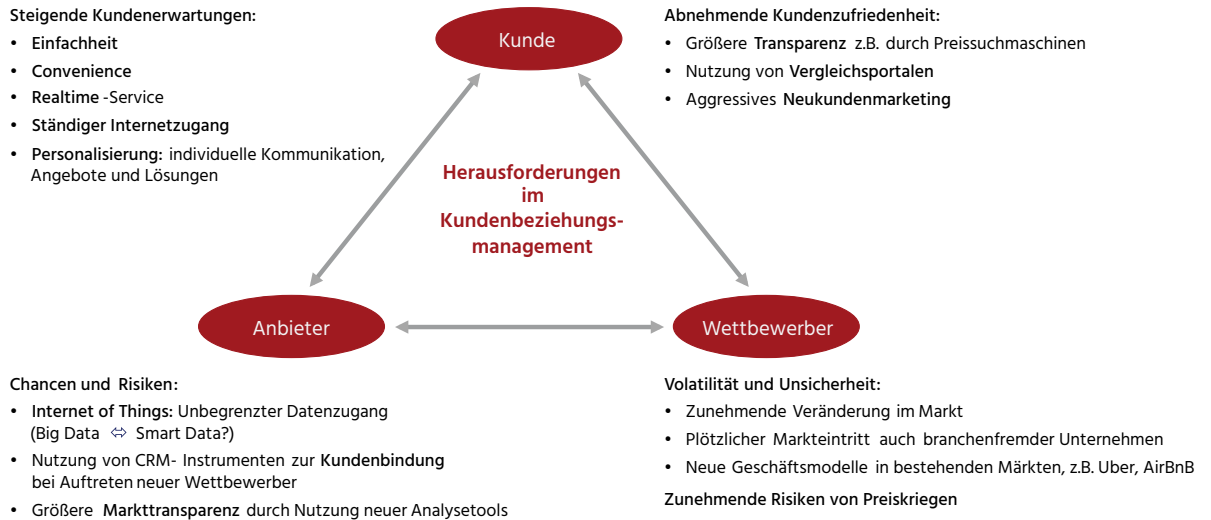 Steigende Kundenerwartungen:
• Einfachheit
• Convenience
• Realtime -Service
• Ständiger Internetzugang
• Personalisierung: individuelle Kommunikation,
Angebote und Lösungen
Kunde
Abnehmende Kundenzufriedenheit:
• Größere Transparenz z.B. durch Preissuchmaschinen
• Nutzung von Vergleichsportalen
• Aggressives Neukundenmarketing
Herausforderungen
im
Kundenbeziehungs-
management
Anbieter
Wettbewerber
Chancen und Risiken:
• Internet of Things: Unbegrenzter Datenzugang
(Big Data ⇔ Smart Data?)
• Nutzung von CRM- Instrumenten zur Kundenbindung
bei Auftreten neuer Wettbewerber
• Größere Markttransparenz durch Nutzung neuer Analysetools
Volatilität und Unsicherheit:
• Zunehmende Veränderung im Markt
• Plötzlicher Markteintritt auch branchenfremder Unternehmen
• Neue Geschäftsmodelle in bestehenden Märkten, z.B. Uber, AirBnB
Zunehmende Risiken von Preiskriegen